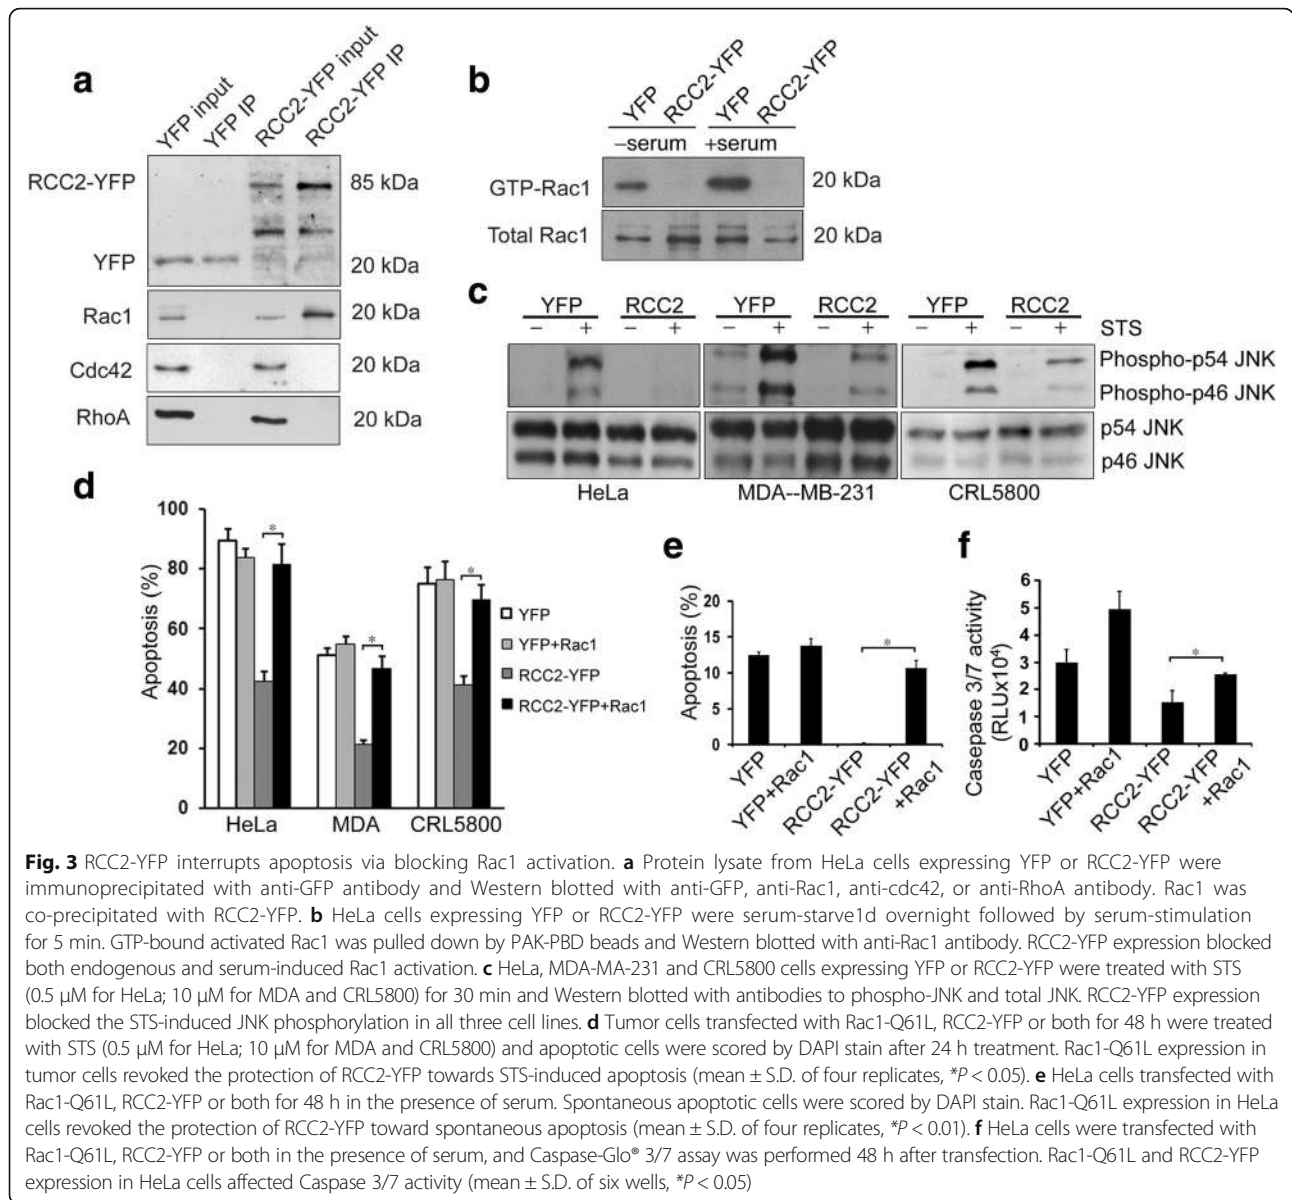 a
YFP input
YFP IP
RCC2-YFP input
RCC2-YFP IP
RCC2-YFP
85 kDa
YFP
20 kDa
Rac1
20 kDa
Cdc42
20 kDa
RhoA
20 kDa
b
YFP
RCC2-YFP
YFP
RCC2-YFP
–serum
+serum
GTP-Rac1
20 kDa
Total Rac1
20 kDa
c
YFP
RCC2
YFP
RCC2
YFP
RCC2
– + – + – + – + – + – + STS
Phospho-p54 JNK
Phospho-p46 JNK
p54 JNK
p46 JNK
HeLa
MDA--MB-231
CRL5800
d
Apoptosis (%)
100
80
60
40
20
0
* * *
HeLa
MDA
CRL5800
YFP
YFP+Rac1
RCC2-YFP
RCC2-YFP+Rac1
e
Apoptosis (%)
20
15
10
5
0
*
YFP
YFP+Rac1
RCC2-YFP
RCC2-YFP
+Rac1
f
Casepase 3/7 activity
(RLUx10⁴)
6
5
4
3
2
1
0
*
YFP
YFP+Rac1
RCC2-YFP
RCC2-YFP
+Rac1
Fig. 3 RCC2-YFP interrupts apoptosis via blocking Rac1 activation. a Protein lysate from HeLa cells expressing YFP or RCC2-YFP were
immunoprecipitated with anti-GFP antibody and Western blotted with anti-GFP, anti-Rac1, anti-cdc42, or anti-RhoA antibody. Rac1 was
co-precipitated with RCC2-YFP. b HeLa cells expressing YFP or RCC2-YFP were serum-starve1d overnight followed by serum-stimulation
for 5 min. GTP-bound activated Rac1 was pulled down by PAK-PBD beads and Western blotted with anti-Rac1 antibody. RCC2-YFP expression blocked
both endogenous and serum-induced Rac1 activation. c HeLa, MDA-MA-231 and CRL5800 cells expressing YFP or RCC2-YFP were treated with STS
(0.5 μM for HeLa; 10 μM for MDA and CRL5800) for 30 min and Western blotted with antibodies to phospho-JNK and total JNK. RCC2-YFP expression
blocked the STS-induced JNK phosphorylation in all three cell lines. d Tumor cells transfected with Rac1-Q61L, RCC2-YFP or both for 48 h were treated
with STS (0.5 μM for HeLa; 10 μM for MDA and CRL5800) and apoptotic cells were scored by DAPI stain after 24 h treatment. Rac1-Q61L expression in
tumor cells revoked the protection of RCC2-YFP towards STS-induced apoptosis (mean ± S.D. of four replicates, *P < 0.05). e HeLa cells transfected with
Rac1-Q61L, RCC2-YFP or both for 48 h in the presence of serum. Spontaneous apoptotic cells were scored by DAPI stain. Rac1-Q61L expression in HeLa
cells revoked the protection of RCC2-YFP toward spontaneous apoptosis (mean ± S.D. of four replicates, *P < 0.01). f HeLa cells were transfected with
Rac1-Q61L, RCC2-YFP or both in the presence of serum, and Caspase-Glo® 3/7 assay was performed 48 h after transfection. Rac1-Q61L and RCC2-YFP
expression in HeLa cells affected Caspase 3/7 activity (mean ± S.D. of six wells, *P < 0.05)